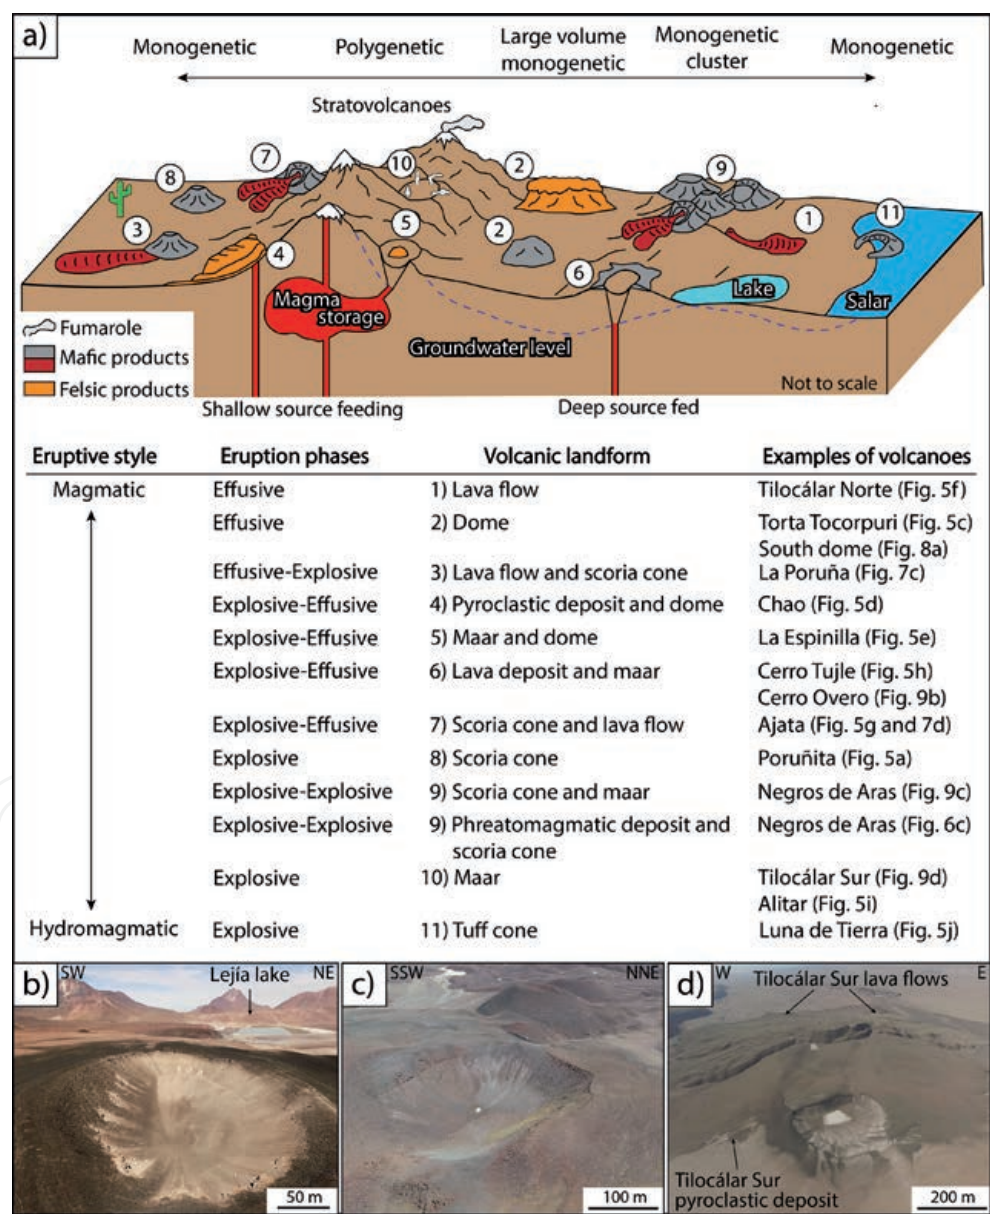 a)
Monogenetic
Polygenetic
Large volume
monogenetic
Monogenetic
cluster
Monogenetic
Stratovolcanoes
7
10
2
9
8
3
4
5
2
6
1
11
Magma
storage
Lake
Salar
Groundwater level
Fumarole
Mafic products
Felsic products
Not to scale
Shallow source feeding
Deep source fed
Eruptive style Eruption phases Volcanic landform Examples of volcanoes
Magmatic Effusive 1) Lava flow Tilocálar Norte (Fig. 5f)
Effusive 2) Dome Torta Tocorpuri (Fig. 5c)
South dome (Fig. 8a)
Effusive-Explosive 3) Lava flow and scoria cone La Poruña (Fig. 7c)
Explosive-Effusive 4) Pyroclastic deposit and dome Chao (Fig. 5d)
Explosive-Effusive 5) Maar and dome La Espinilla (Fig. 5e)
Explosive-Effusive 6) Lava deposit and maar Cerro Tujle (Fig. 5h)
Cerro Overo (Fig. 9b)
Explosive-Effusive 7) Scoria cone and lava flow Ajata (Fig. 5g and 7d)
Explosive 8) Scoria cone Poruñita (Fig. 5a)
Explosive-Explosive 9) Scoria cone and maar Negros de Aras (Fig. 9c)
Explosive-Explosive 9) Phreatomagmatic deposit and Negros de Aras (Fig. 6c)
scoria cone
Explosive 10) Maar Tilocálar Sur (Fig. 9d)
Alitar (Fig. 5i)
Hydromagmatic Explosive 11) Tuff cone Luna de Tierra (Fig. 5j)
b) SW Lejía lake NE
50 m
c) SSW NNE
100 m
d) W Tilocálar Sur lava flows E
Tilocálar Sur
pyroclastic deposit
200 m